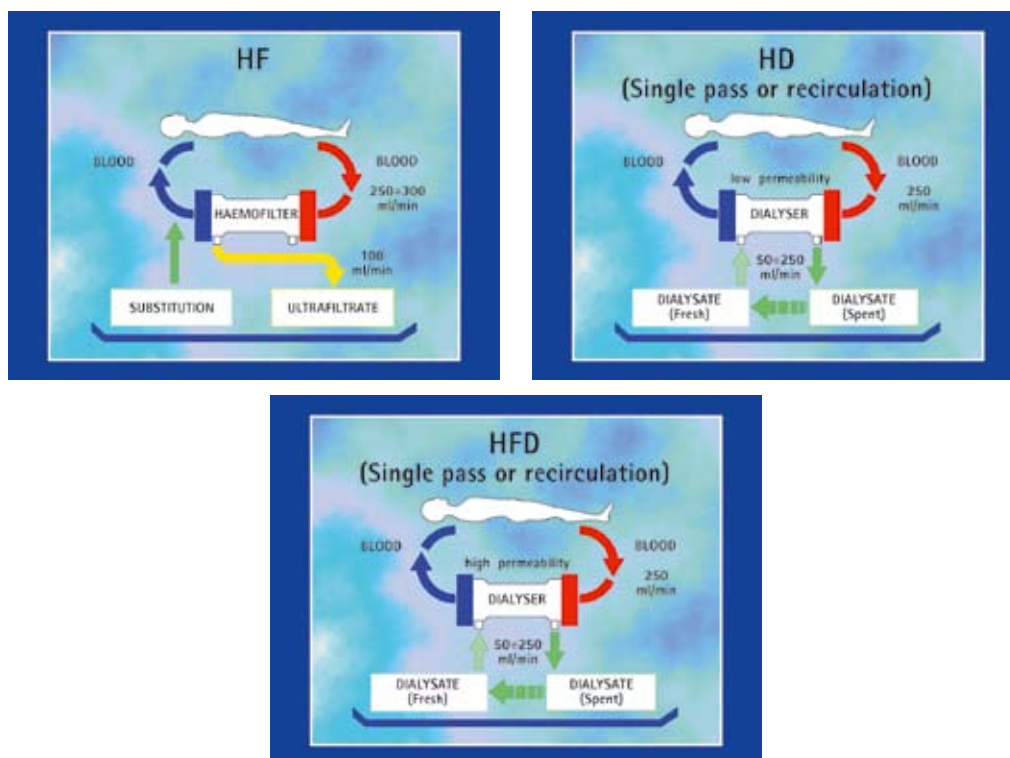 HF
BLOOD
BLOOD
250÷300
ml/min
HAEMOFILTER
100
ml/min
SUBSTITUTION
ULTRAFILTRATE
HD
(Single pass or recirculation)
BLOOD
BLOOD
low permeability
250
ml/min
DIALYSER
50÷250
ml/min
DIALYSATE
(Fresh)
DIALYSATE
(Spent)
HFD
(Single pass or recirculation)
BLOOD
BLOOD
high permeability
250
ml/min
DIALYSER
50÷250
ml/min
DIALYSATE
(Fresh)
DIALYSATE
(Spent)